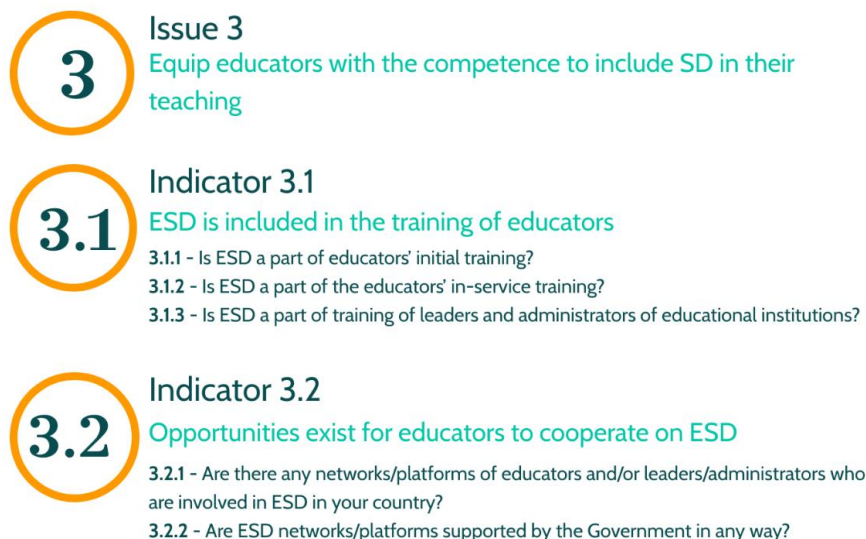 3
Issue 3
Equip educators with the competence to include SD in their
teaching
3.1
Indicator 3.1
ESD is included in the training of educators
3.1.1 - Is ESD a part of educators' initial training?
3.1.2 - Is ESD a part of the educators' in-service training?
3.1.3 - Is ESD a part of training of leaders and administrators of educational institutions?
3.2
Indicator 3.2
Opportunities exist for educators to cooperate on ESD
3.2.1 - Are there any networks/platforms of educators and/or leaders/administrators who
are involved in ESD in your country?
3.2.2 - Are ESD networks/platforms supported by the Government in any way?